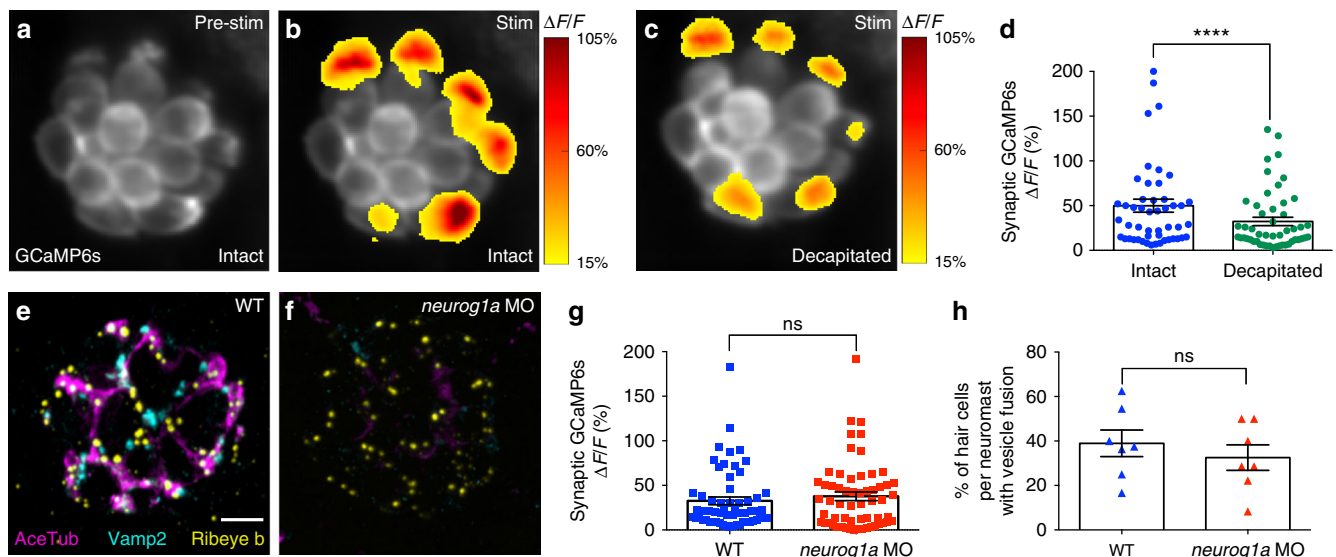 a
Pre-stim
GCaMP6s
Intact
b
Stim
Intact
ΔF/F
105%
60%
15%
c
Stim
Decapitated
ΔF/F
105%
60%
15%
d
****
Synaptic GCaMP6s
ΔF/F (%)
200
150
100
50
0
Intact
Decapitated
e
WT
AceTub
Vamp2
Ribeye b
f
neurog1a MO
g
ns
Synaptic GCaMP6s
ΔF/F (%)
200
150
100
50
0
WT
neurog1a MO
h
ns
% of hair cells
per neuromast
with vesicle fusion
80
60
40
20
0
WT
neurog1a MO